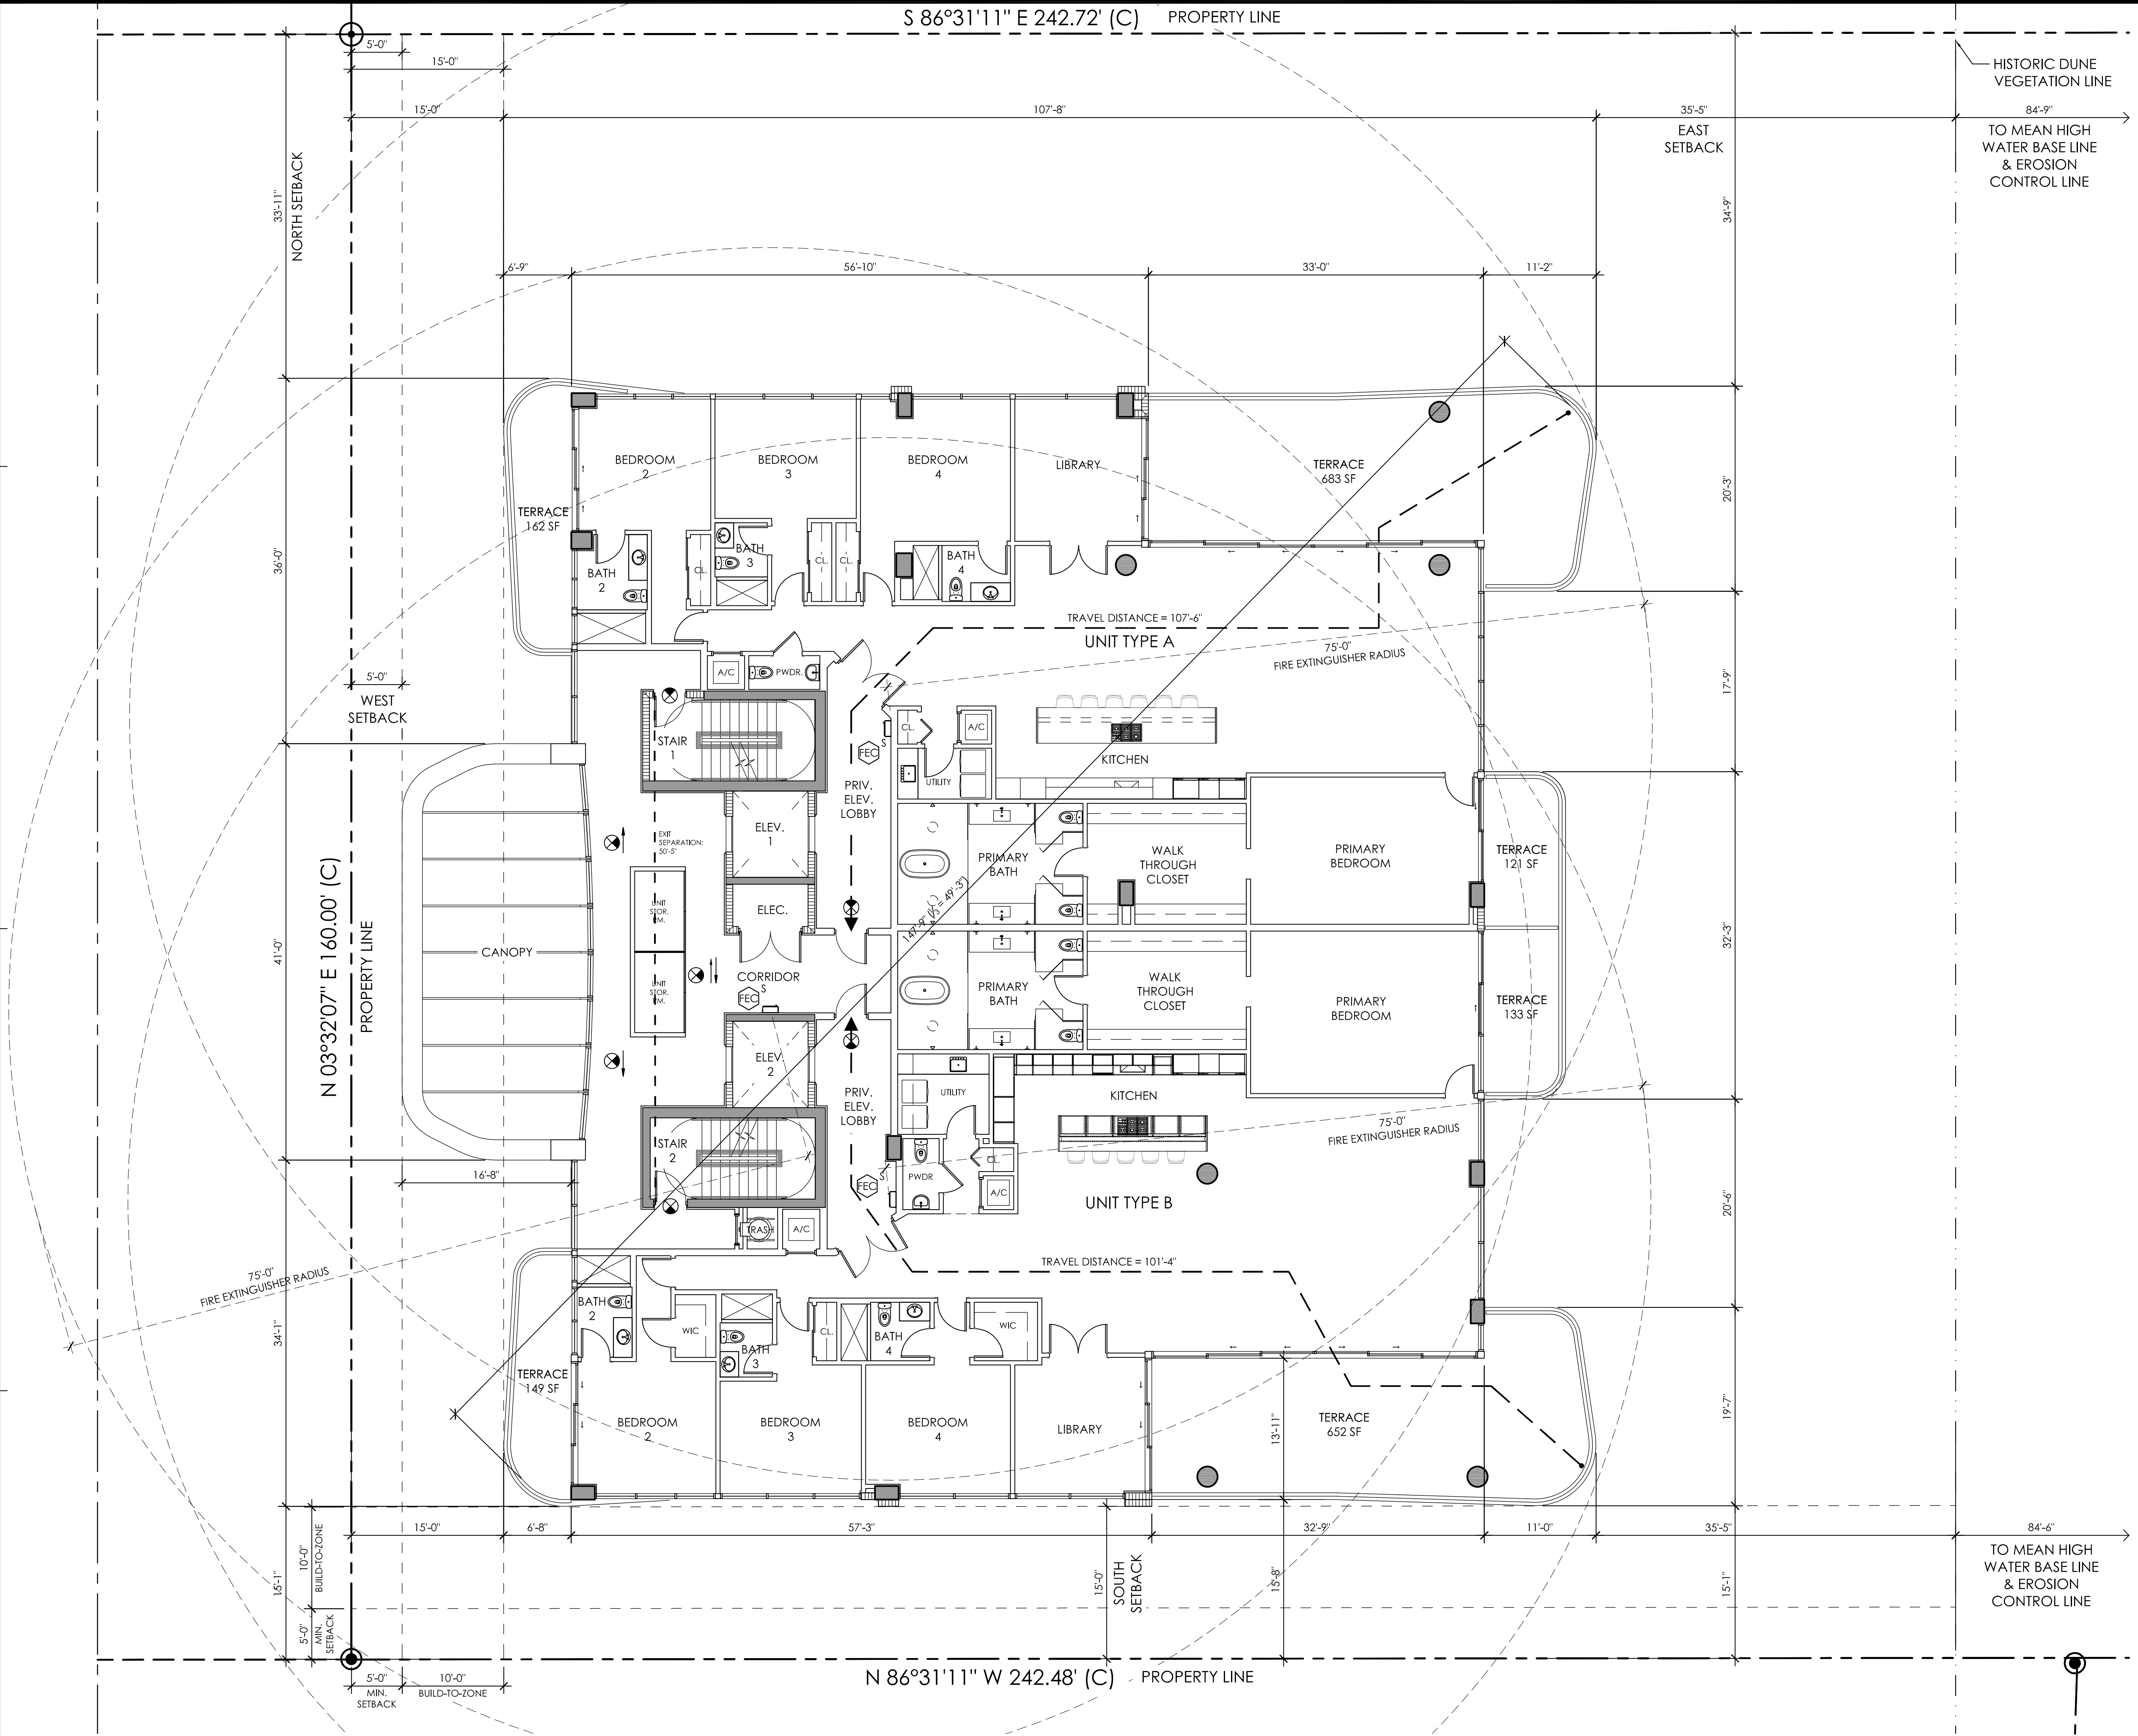 S 86°31'11" E 242.72' (C) PROPERTY LINE
5'-0"
15'-0"
HISTORIC DUNE
VEGETATION LINE
15'-0"
107'-8"
35'-5"
84'-9"
EAST
SETBACK
TO MEAN HIGH
WATER BASE LINE
& EROSION
CONTROL LINE
33'-11"
NORTH SETBACK
34'-9"
6'-9"
56'-10"
33'-0"
11'-2"
BEDROOM
2
BEDROOM
3
BEDROOM
4
LIBRARY
TERRACE
683 SF
20'-3"
TERRACE
162 SF
36'-0"
BATH
2
CL.
BATH
3
CL.
CL.
BATH
4
TRAVEL DISTANCE = 107'-6"
UNIT TYPE A
75'-0"
FIRE EXTINGUISHER RADIUS
17'-9"
5'-0"
WEST
SETBACK
A/C
PWDR.
STAIR
1
S
FEC
CL.
A/C
UTILITY
KITCHEN
PRIV.
ELEV.
LOBBY
ELEV.
1
EXIT
SEPARATION:
50'-5"
PRIMARY
BATH
WALK
THROUGH
CLOSET
PRIMARY
BEDROOM
TERRACE
121 SF
147'-9" (⅓ = 49'-3")
UNIT
STOR.
RM.
ELEC.
N 03°32'07" E 160.00' (C)
PROPERTY LINE
41'-0"
CANOPY
32'-3"
CORRIDOR
S
FEC
UNIT
STOR.
RM.
PRIMARY
BATH
WALK
THROUGH
CLOSET
PRIMARY
BEDROOM
TERRACE
133 SF
ELEV.
2
PRIV.
ELEV.
LOBBY
UTILITY
KITCHEN
75'-0"
FIRE EXTINGUISHER RADIUS
STAIR
2
16'-8"
S
FEC
PWDR
CL.
A/C
UNIT TYPE B
20'-6"
TRASH
A/C
TRAVEL DISTANCE = 101'-4"
75'-0"
FIRE EXTINGUISHER RADIUS
34'-1"
BATH
2
WIC
BATH
3
CL.
BATH
4
WIC
TERRACE
149 SF
BEDROOM
2
BEDROOM
3
BEDROOM
4
LIBRARY
13'-11"
TERRACE
652 SF
19'-7"
15'-0"
6'-8"
57'-3"
32'-9"
11'-0"
35'-5"
84'-6"
TO MEAN HIGH
WATER BASE LINE
& EROSION
CONTROL LINE
15'-1"
10'-0"
BUILD-TO-ZONE
5'-0"
MIN.
SETBACK
15'-0"
SOUTH
SETBACK
15'-8"
15'-1"
N 86°31'11" W 242.48' (C) PROPERTY LINE
5'-0"
MIN.
SETBACK
10'-0"
BUILD-TO-ZONE